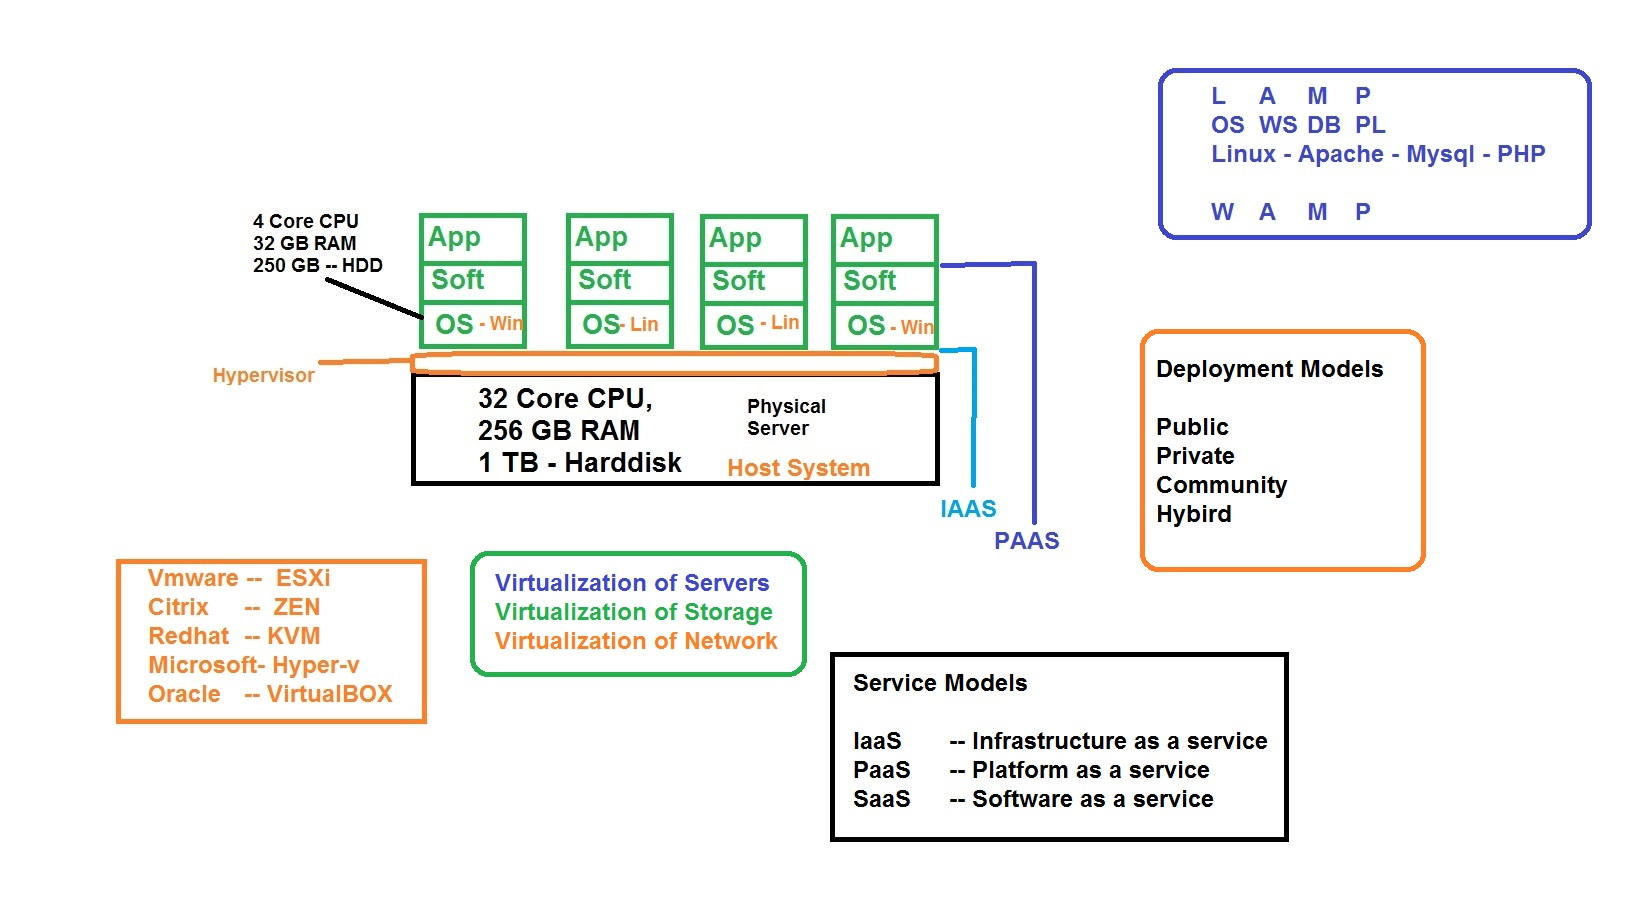 L A M P
OS WS DB PL
Linux - Apache - Mysql - PHP
W A M P
4 Core CPU
32 GB RAM
250 GB -- HDD
App App App App
Soft Soft Soft Soft
OS - Win OS- Lin OS - Lin OS - Win
Hypervisor
32 Core CPU,
256 GB RAM
1 TB - Harddisk
Physical
Server
Host System
IAAS
PAAS
Deployment Models
Public
Private
Community
Hybird
Vmware -- ESXi
Citrix -- ZEN
Redhat -- KVM
Microsoft- Hyper-v
Oracle -- VirtualBOX
Virtualization of Servers
Virtualization of Storage
Virtualization of Network
Service Models
IaaS -- Infrastructure as a service
PaaS -- Platform as a service
SaaS -- Software as a service